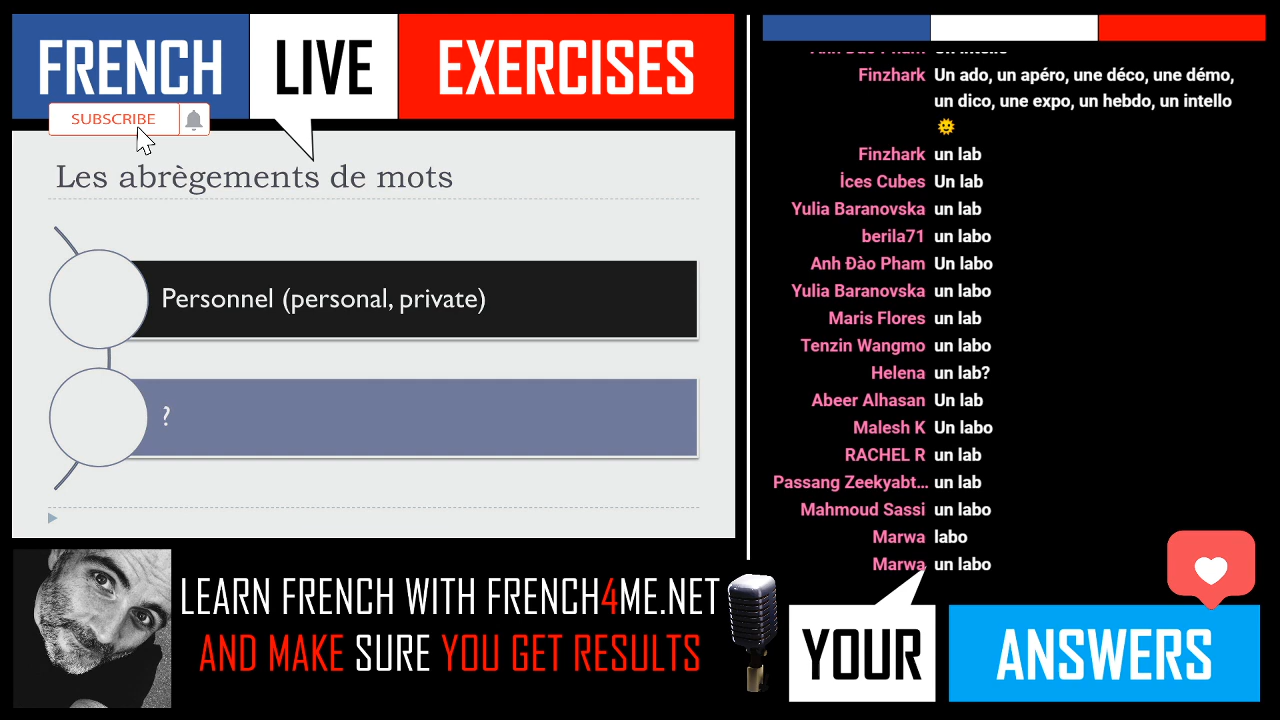 FRENCH LIVE EXERCISES
SUBSCRIBE
Les abrègements de mots
Personnel (personal, private)
?
LEARN FRENCH WITH FRENCH4ME.NET
AND MAKE SURE YOU GET RESULTS
Finzhark Un ado, un apéro, une déco, une démo,
un dico, une expo, un hebdo, un intello
Finzhark un lab
İces Cubes Un lab
Yulia Baranovska un lab
berila71 un labo
Anh Đào Pham Un labo
Yulia Baranovska un labo
Maris Flores un lab
Tenzin Wangmo un labo
Helena un lab?
Abeer Alhasan Un lab
Malesh K Un labo
RACHEL R un lab
Passang Zeekyabt... un lab
Mahmoud Sassi un labo
Marwa labo
Marwa un labo
YOUR ANSWERS